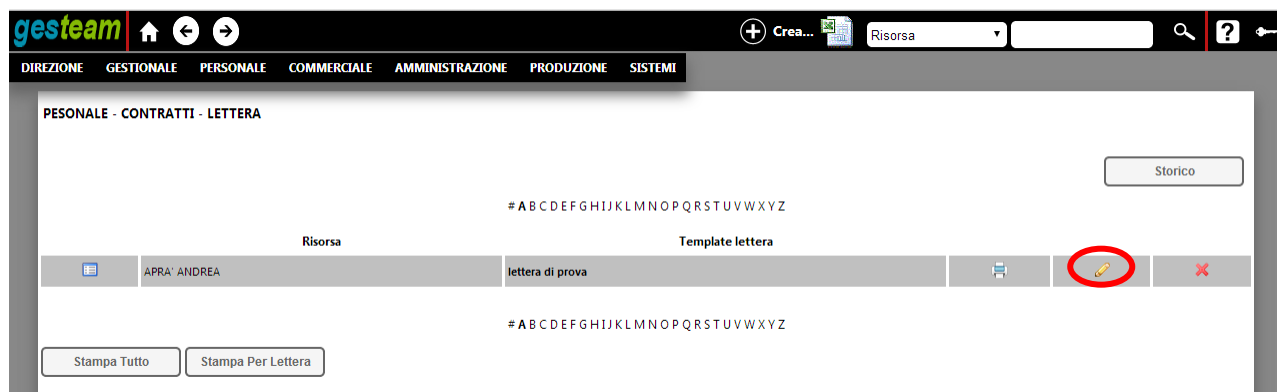 gesteam Crea... Risorsa ?
DIREZIONE GESTIONALE PERSONALE COMMERCIALE AMMINISTRAZIONE PRODUZIONE SISTEMI
PESONALE - CONTRATTI - LETTERA
Storico
# A B C D E F G H I J K L M N O P Q R S T U V W X Y Z
Risorsa Template lettera
APRA' ANDREA lettera di prova
# A B C D E F G H I J K L M N O P Q R S T U V W X Y Z
Stampa Tutto Stampa Per Lettera